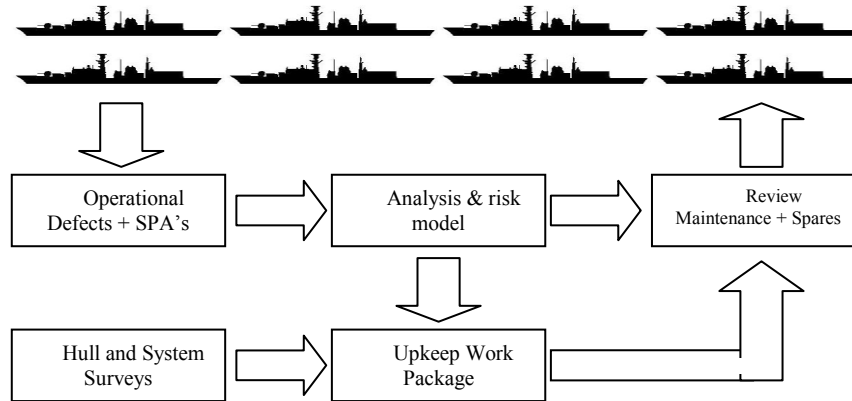 Operational
Defects + SPA's
Analysis & risk
model
Review
Maintenance + Spares
Hull and System
Surveys
Upkeep Work
Package